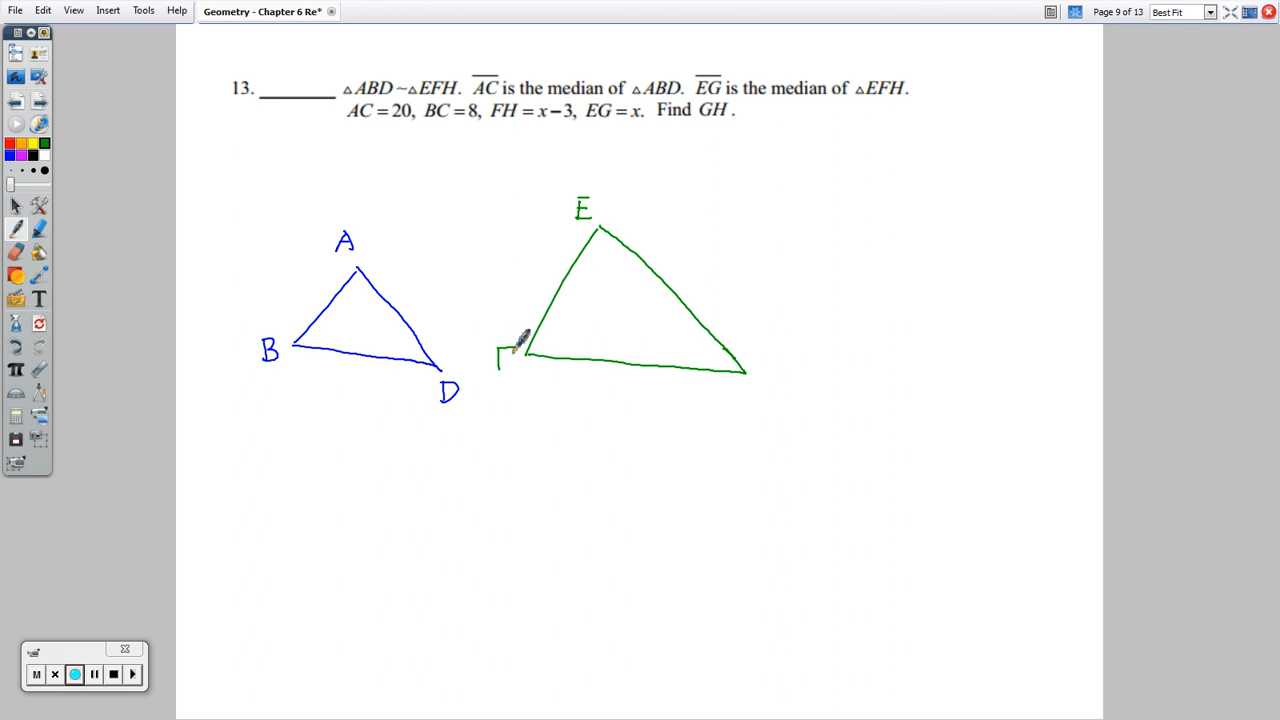 File Edit View Insert Tools Help Geometry - Chapter 6 Re* Page 9 of 13 Best Fit
13. ________ △ABD ~ △EFH. AC is the median of △ABD. EG is the median of △EFH.
AC = 20, BC = 8, FH = x − 3, EG = x. Find GH.
E
A
B
D
T
π
M